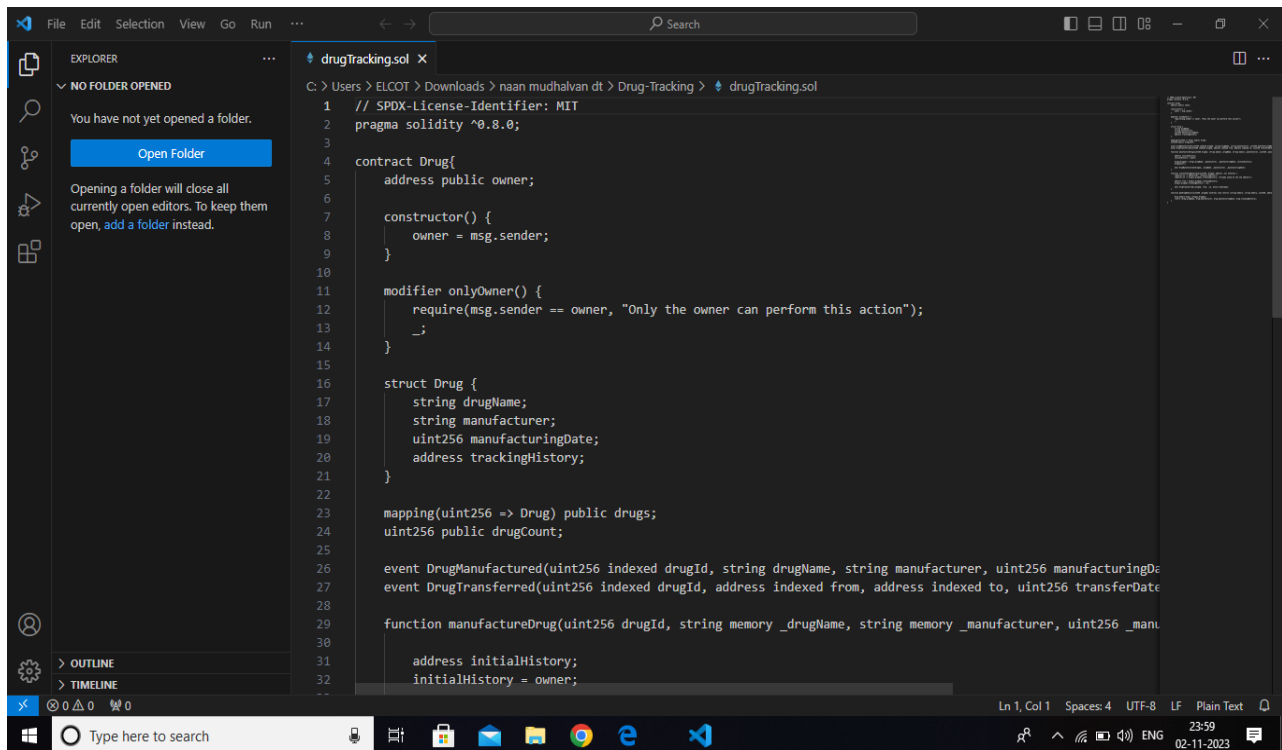 File Edit Selection View Go Run ··· Search
EXPLORER ···
NO FOLDER OPENED
You have not yet opened a folder.
Open Folder
Opening a folder will close all
currently open editors. To keep them
open, add a folder instead.
OUTLINE
TIMELINE
drugTracking.sol
C: > Users > ELCOT > Downloads > naan mudhalvan dt > Drug-Tracking > drugTracking.sol
1 // SPDX-License-Identifier: MIT
2 pragma solidity ^0.8.0;
3
4 contract Drug{
5 address public owner;
6
7 constructor() {
8 owner = msg.sender;
9 }
10
11 modifier onlyOwner() {
12 require(msg.sender == owner, "Only the owner can perform this action");
13 _;
14 }
15
16 struct Drug {
17 string drugName;
18 string manufacturer;
19 uint256 manufacturingDate;
20 address trackingHistory;
21 }
22
23 mapping(uint256 => Drug) public drugs;
24 uint256 public drugCount;
25
26 event DrugManufactured(uint256 indexed drugId, string drugName, string manufacturer, uint256 manufacturingDa
27 event DrugTransferred(uint256 indexed drugId, address indexed from, address indexed to, uint256 transferDate
28
29 function manufactureDrug(uint256 drugId, string memory _drugName, string memory _manufacturer, uint256 _manu
30
31 address initialHistory;
32 initialHistory = owner;
0 0 0 Ln 1, Col 1 Spaces: 4 UTF-8 LF Plain Text
Type here to search ENG 23:59
02-11-2023